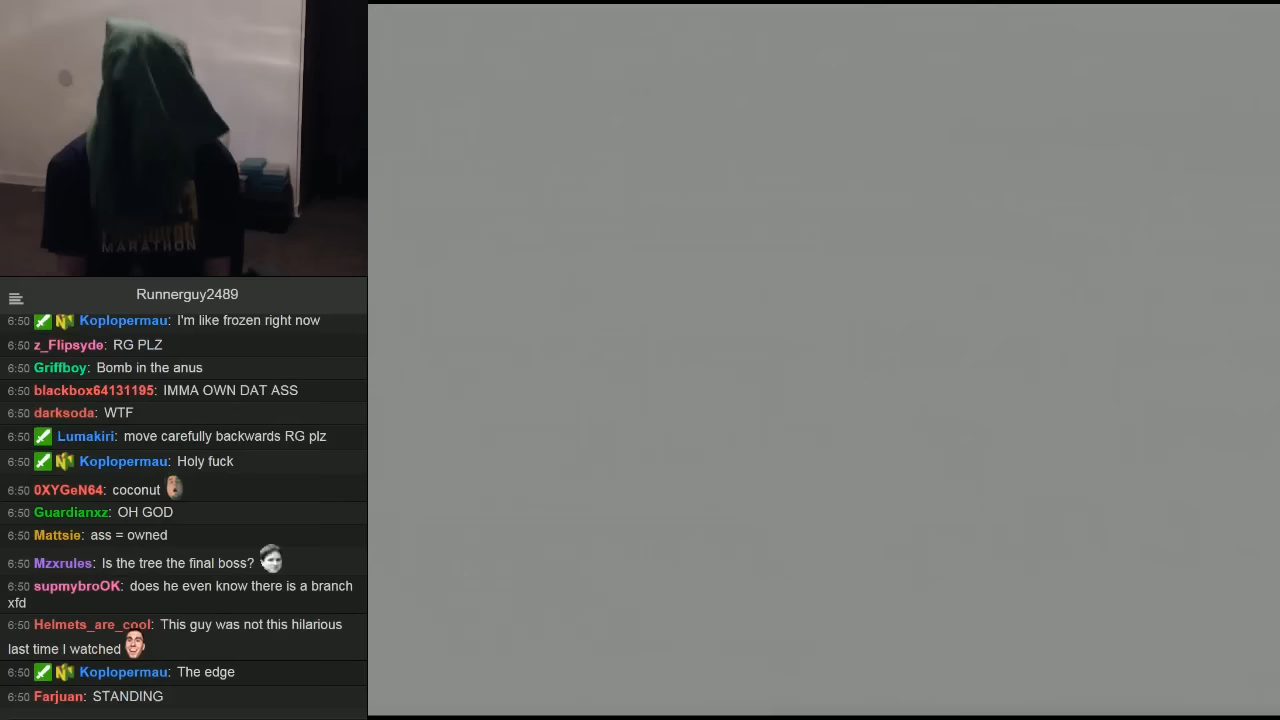 MARATHON
Runnerguy2489
6:50 Koplopermau: I'm like frozen right now
6:50 z_Flipsyde: RG PLZ
6:50 Griffboy: Bomb in the anus
6:50 blackbox64131195: IMMA OWN DAT ASS
6:50 darksoda: WTF
6:50 Lumakiri: move carefully backwards RG plz
6:50 Koplopermau: Holy fuck
6:50 0XYGeN64: coconut
6:50 Guardianxz: OH GOD
6:50 Mattsie: ass = owned
6:50 Mzxrules: Is the tree the final boss?
6:50 supmybroOK: does he even know there is a branch
xfd
6:50 Helmets_are_cool: This guy was not this hilarious
last time I watched
6:50 Koplopermau: The edge
6:50 Farjuan: STANDING